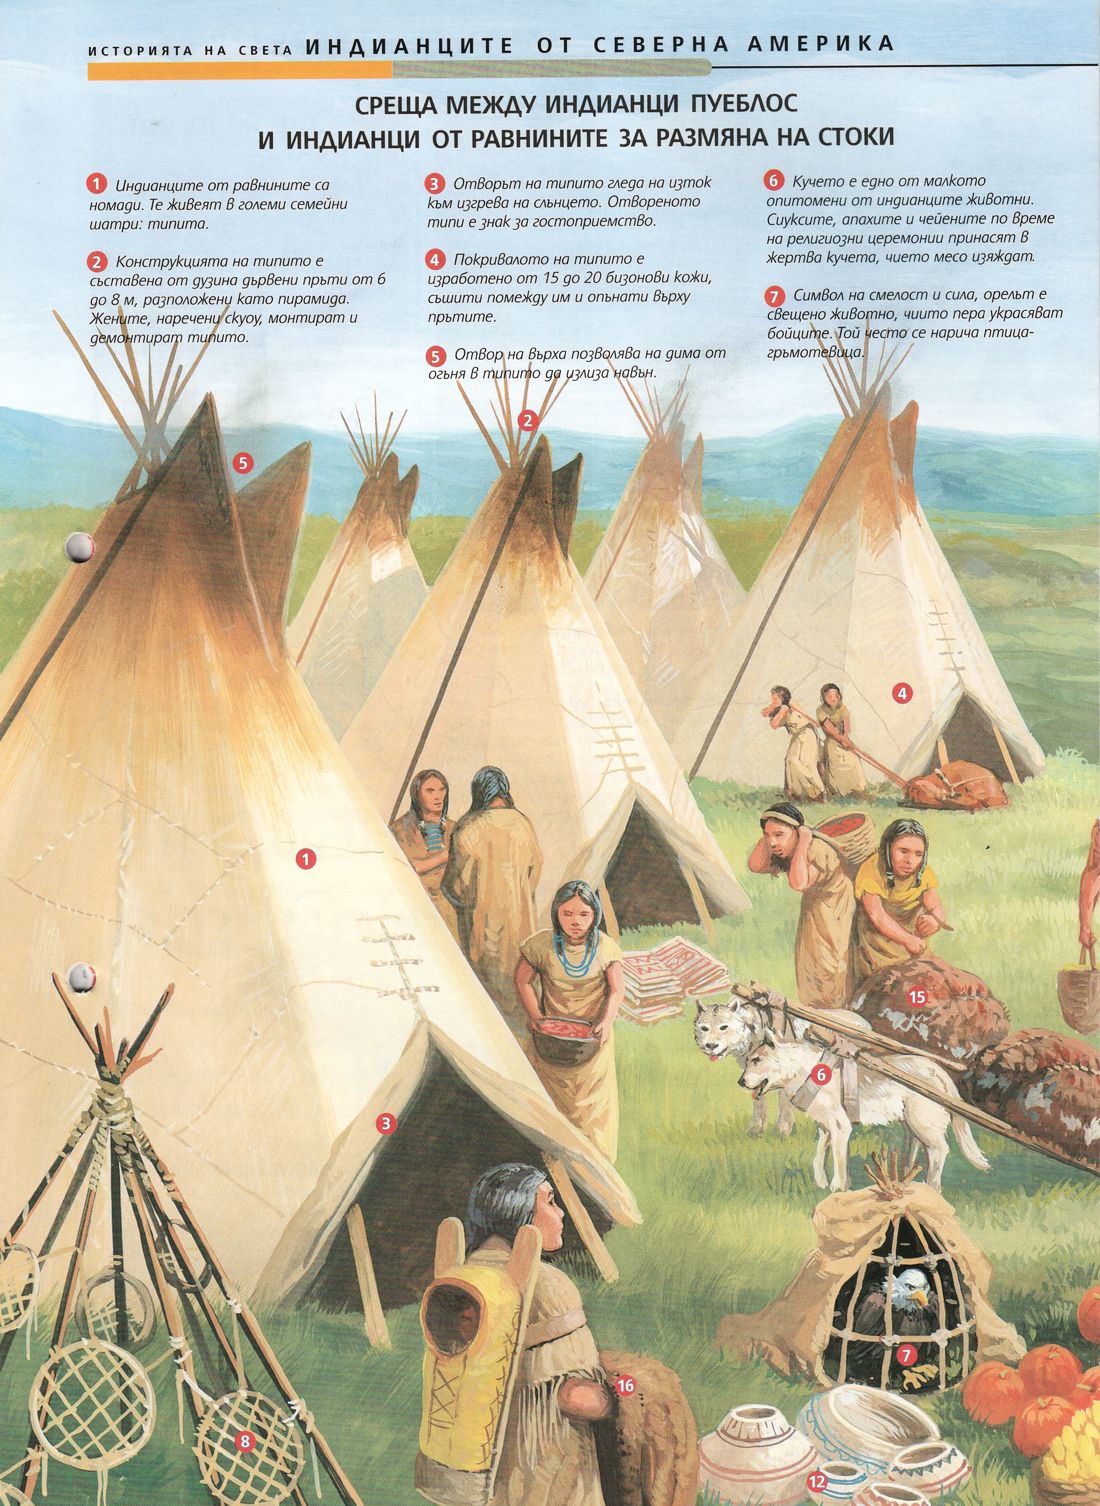 ИСТОРИЯТА НА СВЕТА ИНДИАНЦИТЕ ОТ СЕВЕРНА АМЕРИКА
СРЕЩА МЕЖДУ ИНДИАНЦИ ПУЕБЛОС
И ИНДИАНЦИ ОТ РАВНИНИТЕ ЗА РАЗМЯНА НА СТОКИ
1 Индианците от равнините са
номади. Те живеят в големи семейни
шатри: типита.
2 Конструкцията на типито е
съставена от дузина дървени пръти от 6
до 8 м, разположени като пирамида.
Жените, наречени скуоу, монтират и
демонтират типито.
3 Отворът на типито гледа на изток
към изгрева на слънцето. Отвореното
типи е знак за гостоприемство.
4 Покривалото на типито е
изработено от 15 до 20 бизонови кожи,
съшити помежду им и опънати върху
прътите.
5 Отвор на върха позволява на дима от
огъня в типито да излиза навън.
6 Кучето е едно от малкото
опитомени от индианците животни.
Сиуксите, апахите и чейените по време
на религиозни церемонии принасят в
жертва кучета, чието месо изяждат.
7 Символ на смелост и сила, орелът е
свещено животно, чиито пера украсяват
бойците. Той често се нарича птица-
гръмотевица.
2
5
4
1
15
6
3
7
16
8
12